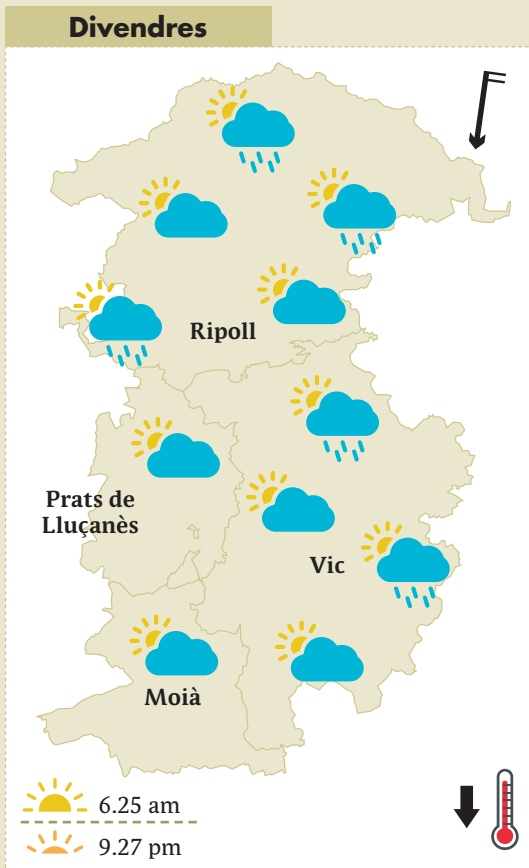 Divendres
Ripoll
Prats de
Lluçanès
Vic
Moià
6.25 am
9.27 pm